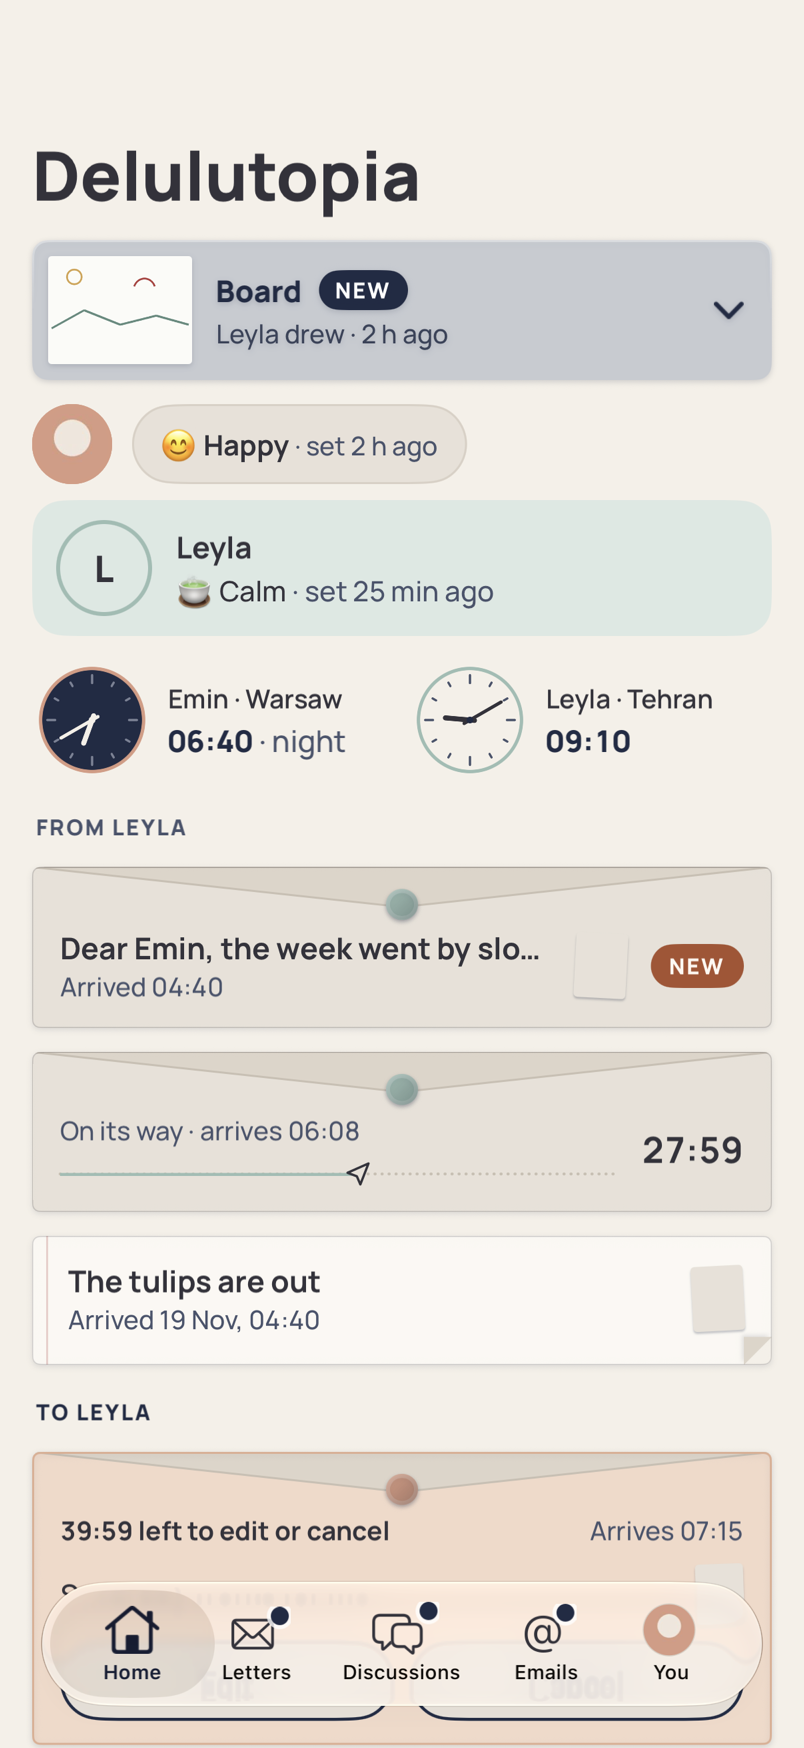 Delulutopia
Board NEW
Leyla drew · 2 h ago
😊 Happy · set 2 h ago
L
Leyla
🍵 Calm · set 25 min ago
Emin · Warsaw
06:40 · night
Leyla · Tehran
09:10
FROM LEYLA
Dear Emin, the week went by slo...
Arrived 04:40
NEW
On its way · arrives 06:08
27:59
The tulips are out
Arrived 19 Nov, 04:40
TO LEYLA
39:59 left to edit or cancel
Arrives 07:15
Edit
Cancel
Home
Letters
Discussions
@
Emails
You